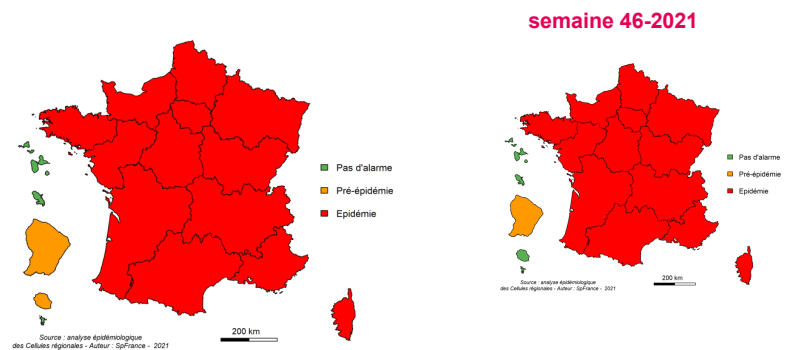 semaine 46-2021
Pas d'alarme
Pré-épidémie
Epidémie
200 km
Source : analyse épidémiologique
des Cellules régionales - Auteur : SpFrance - 2021
Pas d'alarme
Pré-épidémie
Epidémie
200 km
Source : analyse épidémiologique
des Cellules régionales - Auteur : SpFrance - 2021